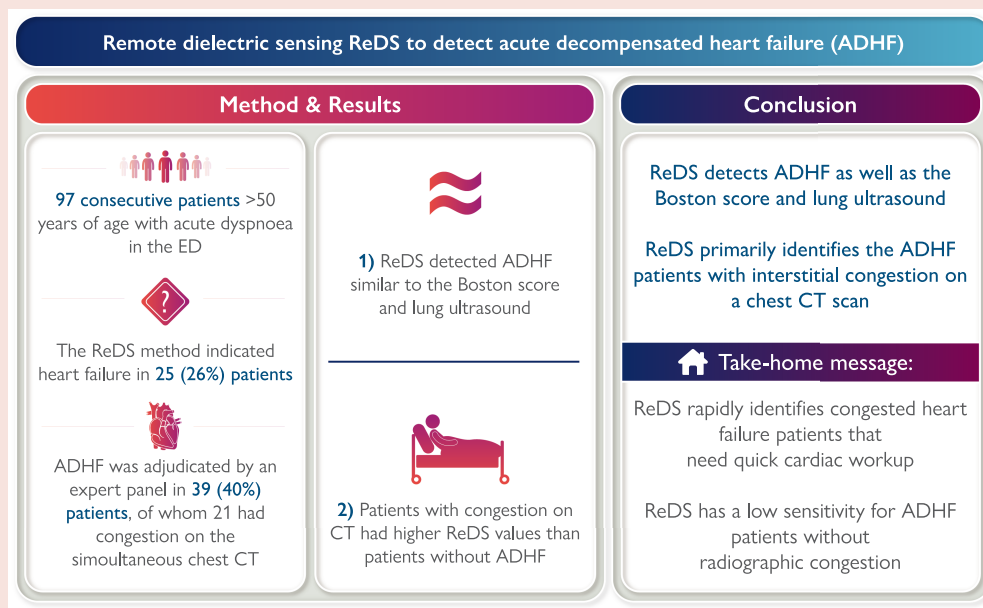 Remote dielectric sensing ReDS to detect acute decompensated heart failure (ADHF)
Method & Results
97 consecutive patients >50
years of age with acute dyspnoea
in the ED
?
The ReDS method indicated
heart failure in 25 (26%) patients
ADHF was adjudicated by an
expert panel in 39 (40%)
patients, of whom 21 had
congestion on the
simoultaneous chest CT
1) ReDS detected ADHF
similar to the Boston score
and lung ultrasound
2) Patients with congestion on
CT had higher ReDS values than
patients without ADHF
Conclusion
ReDS detects ADHF as well as the
Boston score and lung ultrasound
ReDS primarily identifies the ADHF
patients with interstitial congestion on
a chest CT scan
Take-home message:
ReDS rapidly identifies congested heart
failure patients that
need quick cardiac workup
ReDS has a low sensitivity for ADHF
patients without
radiographic congestion